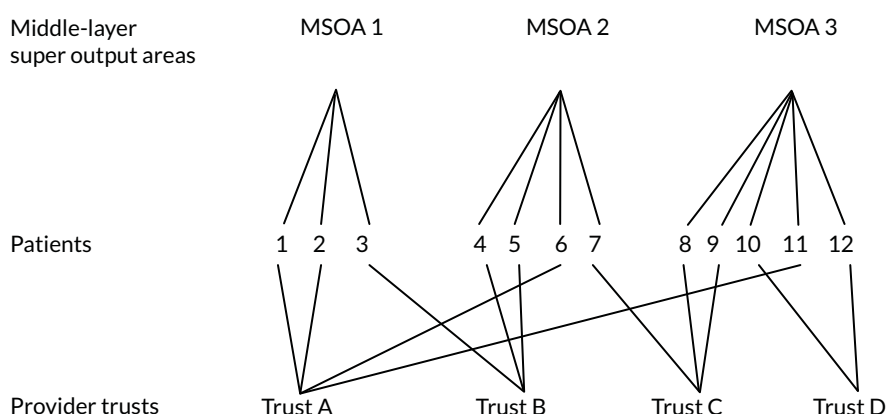 Middle-layer
super output areas
MSOA 1 MSOA 2 MSOA 3
Patients 1 2 3 4 5 6 7 8 9 10 11 12
Provider trusts Trust A Trust B Trust C Trust D